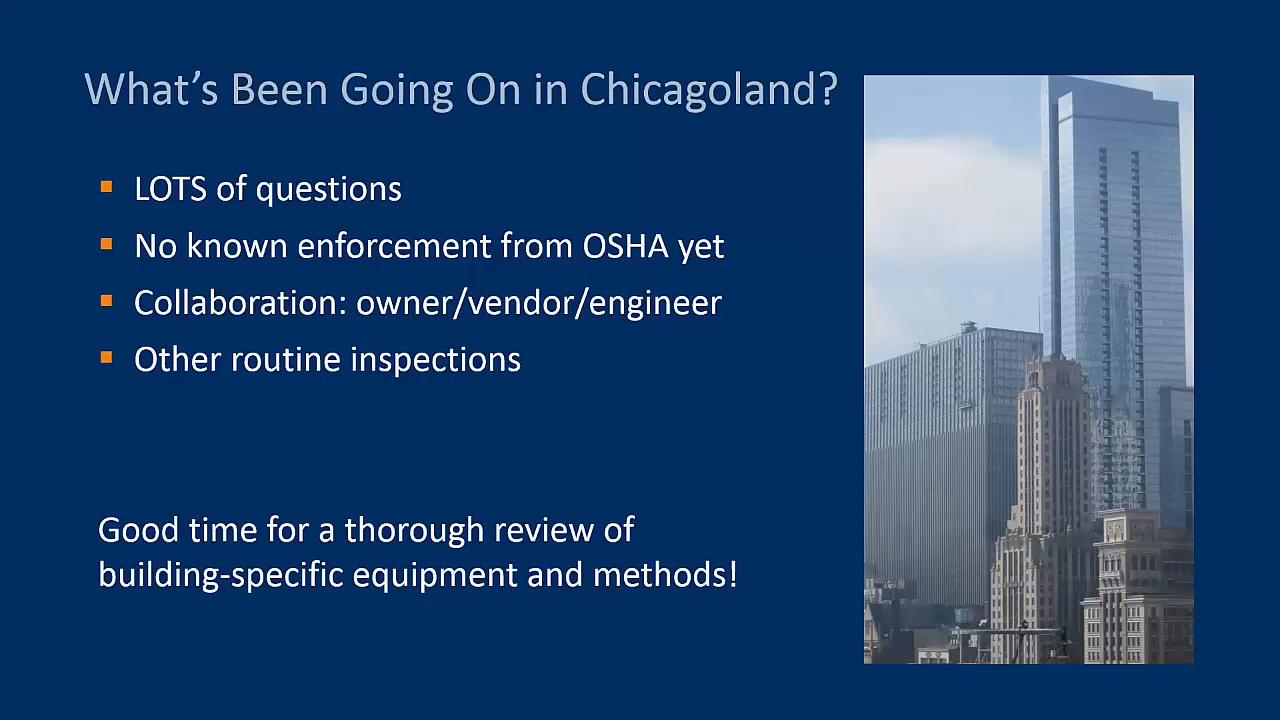 What’s Been Going On in Chicagoland?
LOTS of questions
No known enforcement from OSHA yet
Collaboration: owner/vendor/engineer
Other routine inspections
Good time for a thorough review of
building-specific equipment and methods!